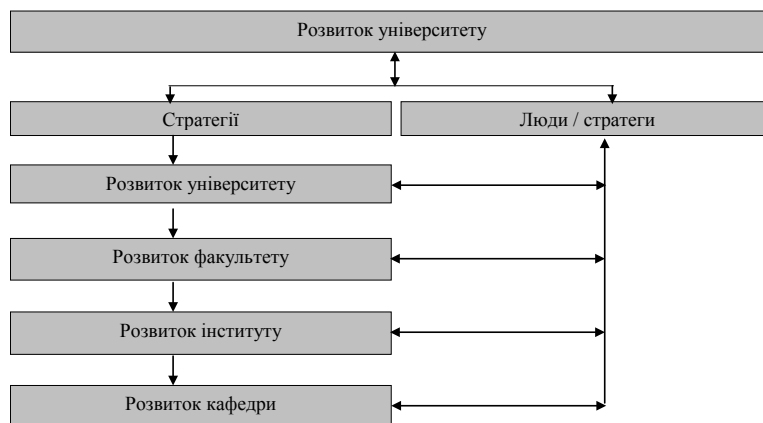 Розвиток університету
Стратегії
Люди / стратеги
Розвиток університету
Розвиток факультету
Розвиток інституту
Розвиток кафедри